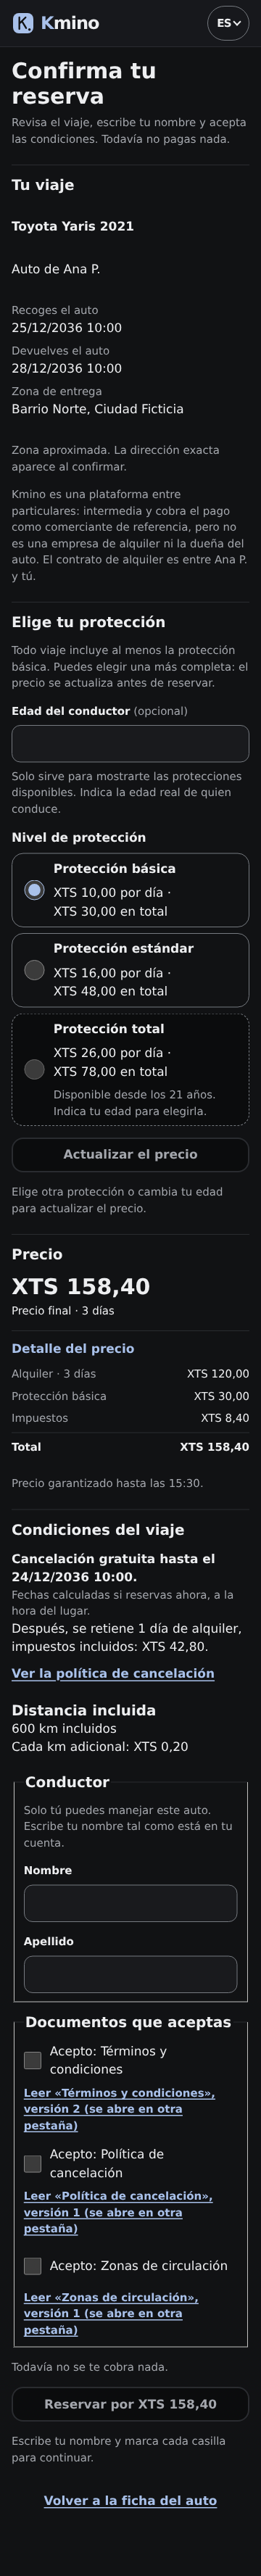 Kmino
ES
Confirma tu
reserva
Revisa el viaje, escribe tu nombre y acepta
las condiciones. Todavía no pagas nada.
Tu viaje
Toyota Yaris 2021
Auto de Ana P.
Recoges el auto
25/12/2036 10:00
Devuelves el auto
28/12/2036 10:00
Zona de entrega
Barrio Norte, Ciudad Ficticia
Zona aproximada. La dirección exacta
aparece al confirmar.
Kmino es una plataforma entre
particulares: intermedia y cobra el pago
como comerciante de referencia, pero no
es una empresa de alquiler ni la dueña del
auto. El contrato de alquiler es entre Ana P.
y tú.
Elige tu protección
Todo viaje incluye al menos la protección
básica. Puedes elegir una más completa: el
precio se actualiza antes de reservar.
Edad del conductor (opcional)
Solo sirve para mostrarte las protecciones
disponibles. Indica la edad real de quien
conduce.
Nivel de protección
Protección básica
XTS 10,00 por día ·
XTS 30,00 en total
Protección estándar
XTS 16,00 por día ·
XTS 48,00 en total
Protección total
XTS 26,00 por día ·
XTS 78,00 en total
Disponible desde los 21 años.
Indica tu edad para elegirla.
Actualizar el precio
Elige otra protección o cambia tu edad
para actualizar el precio.
Precio
XTS 158,40
Precio final · 3 días
Detalle del precio
Alquiler · 3 días XTS 120,00
Protección básica XTS 30,00
Impuestos XTS 8,40
Total XTS 158,40
Precio garantizado hasta las 15:30.
Condiciones del viaje
Cancelación gratuita hasta el
24/12/2036 10:00.
Fechas calculadas si reservas ahora, a la
hora del lugar.
Después, se retiene 1 día de alquiler,
impuestos incluidos: XTS 42,80.
Ver la política de cancelación
Distancia incluida
600 km incluidos
Cada km adicional: XTS 0,20
Conductor
Solo tú puedes manejar este auto.
Escribe tu nombre tal como está en tu
cuenta.
Nombre
Apellido
Documentos que aceptas
Acepto: Términos y
condiciones
Leer «Términos y condiciones»,
versión 2 (se abre en otra
pestaña)
Acepto: Política de
cancelación
Leer «Política de cancelación»,
versión 1 (se abre en otra
pestaña)
Acepto: Zonas de circulación
Leer «Zonas de circulación»,
versión 1 (se abre en otra
pestaña)
Todavía no se te cobra nada.
Reservar por XTS 158,40
Escribe tu nombre y marca cada casilla
para continuar.
Volver a la ficha del auto